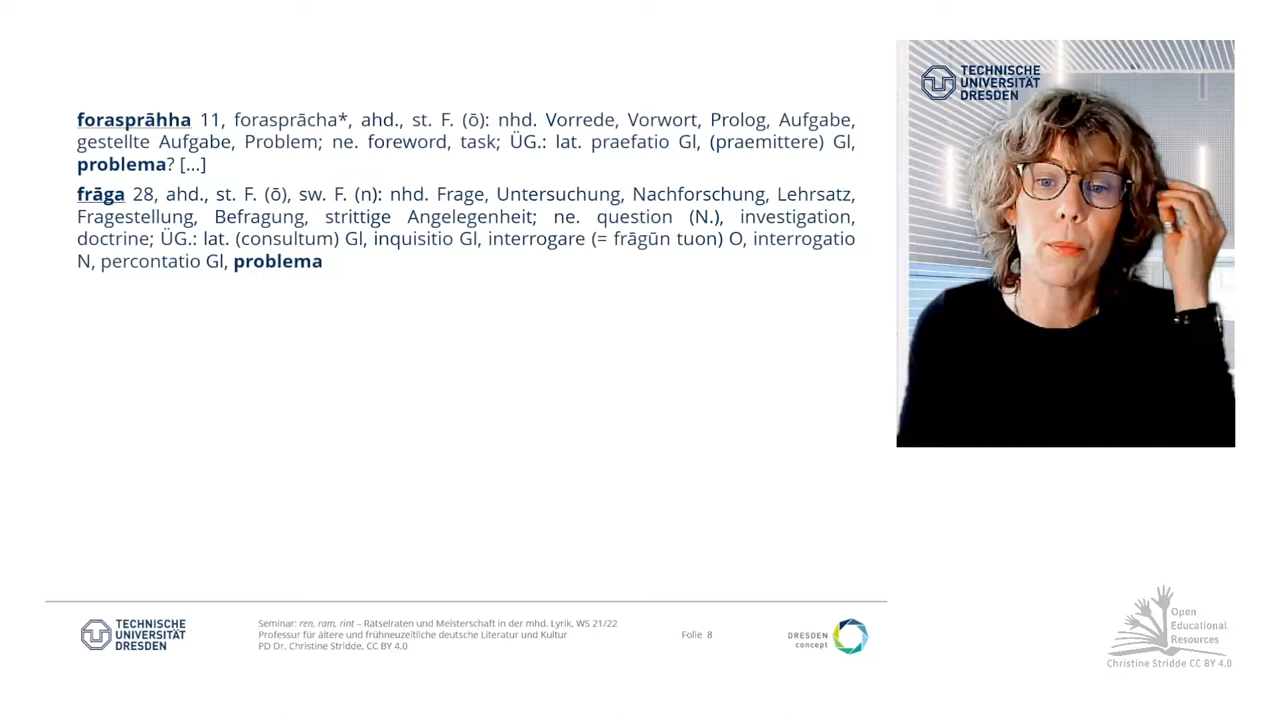 forasprāhha 11, forasprācha*, ahd., st. F. (ō): nhd. Vorrede, Vorwort, Prolog, Aufgabe,
gestellte Aufgabe, Problem; ne. foreword, task; ÜG.: lat. praefatio Gl, (praemittere) Gl,
problema? [...]
frāga 28, ahd., st. F. (ō), sw. F. (n): nhd. Frage, Untersuchung, Nachforschung, Lehrsatz,
Fragestellung, Befragung, strittige Angelegenheit; ne. question (N.), investigation,
doctrine; ÜG.: lat. (consultum) Gl, inquisitio Gl, interrogare (= frāgūn tuon) O, interrogatio
N, percontatio Gl, problema
TECHNISCHE
UNIVERSITÄT
DRESDEN
TECHNISCHE
UNIVERSITÄT
DRESDEN
Seminar: ren, ram, rint – Rätselraten und Meisterschaft in der mhd. Lyrik, WS 21/22
Professur für ältere und frühneuzeitliche deutsche Literatur und Kultur
PD Dr. Christine Stridde, CC BY 4.0
Folie 8
DRESDEN
concept
Open
Educational
Resources
Christine Stridde CC BY 4.0